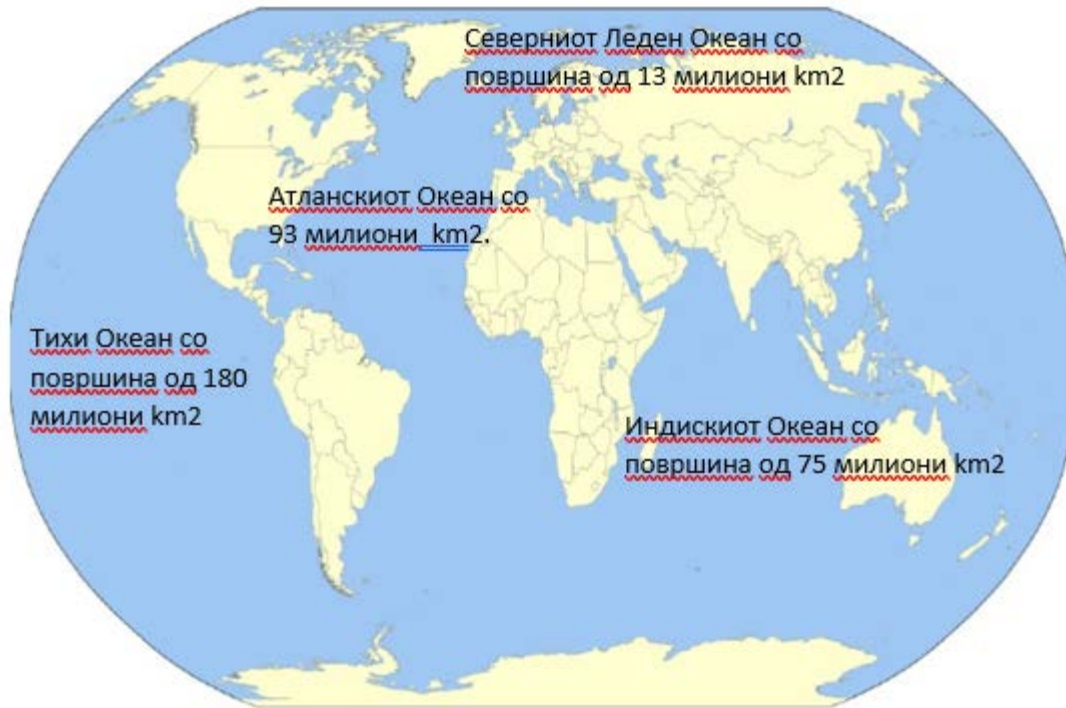 Северниот Леден Океан со
површина од 13 милиони km2
Атланскиот Океан со
93 милиони km2.
Тихи Океан со
површина од 180
милиони km2
Индискиот Океан со
површина од 75 милиони km2